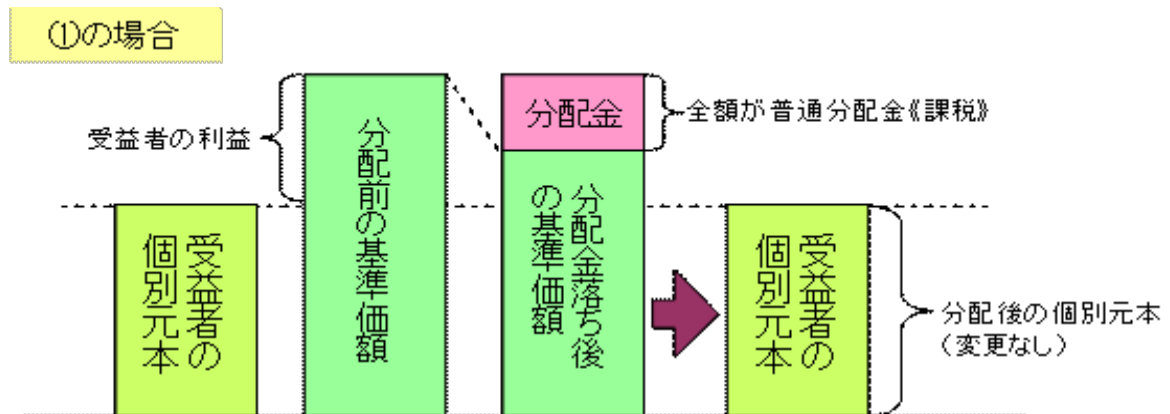 ①の場合
受益者の利益
受益者の
個別元本
分配前の基準価額
分配金
分配金落ち後
の基準価額
全額が普通分配金《課税》
受益者の
個別元本
分配後の個別元本
（変更なし）